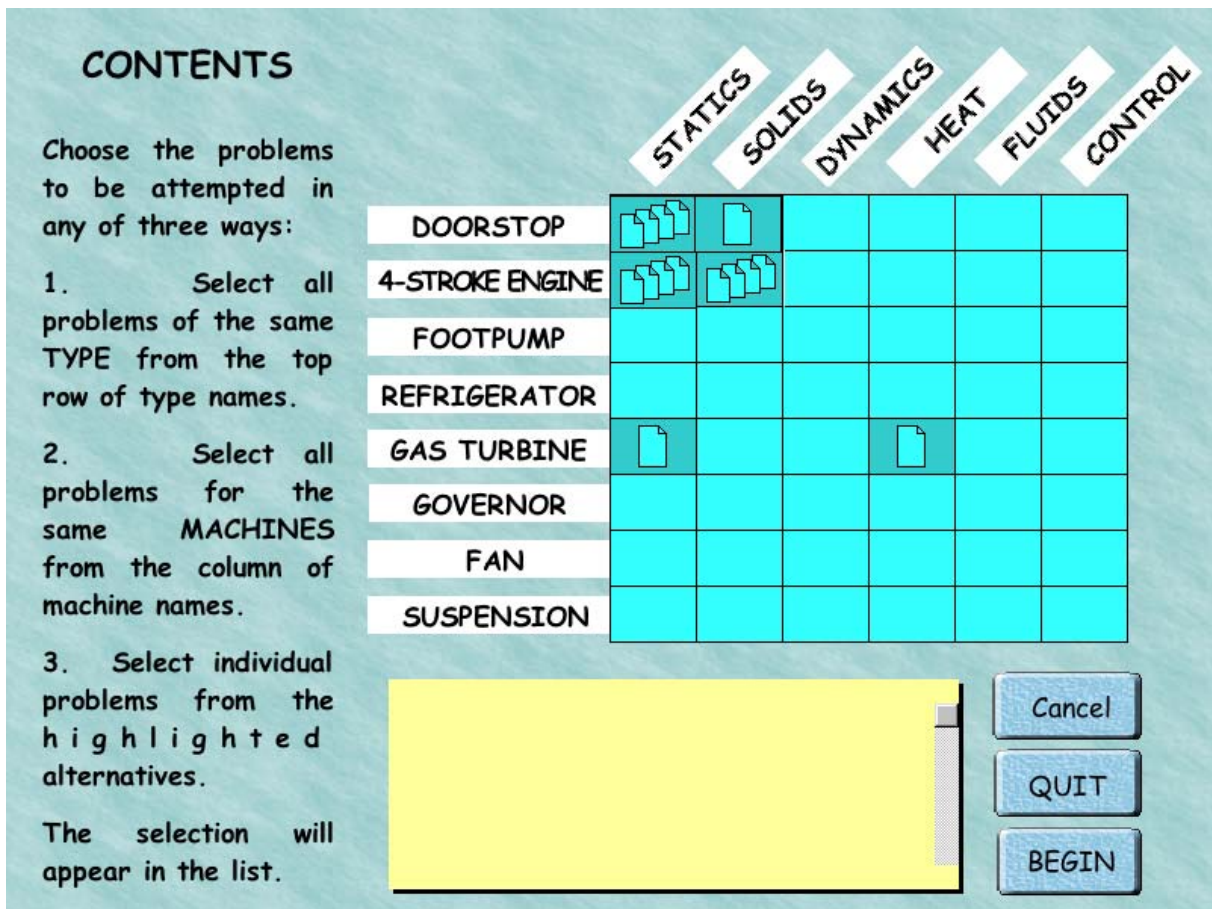 CONTENTS
Choose the problems
to be attempted in
any of three ways:
1. Select all
problems of the same
TYPE from the top
row of type names.
2. Select all
problems for the
same MACHINES
from the column of
machine names.
3. Select individual
problems from the
highlighted
alternatives.
The selection will
appear in the list.
STATICS
SOLIDS
DYNAMICS
HEAT
FLUIDS
CONTROL
DOORSTOP
4-STROKE ENGINE
FOOTPUMP
REFRIGERATOR
GAS TURBINE
GOVERNOR
FAN
SUSPENSION
Cancel
QUIT
BEGIN